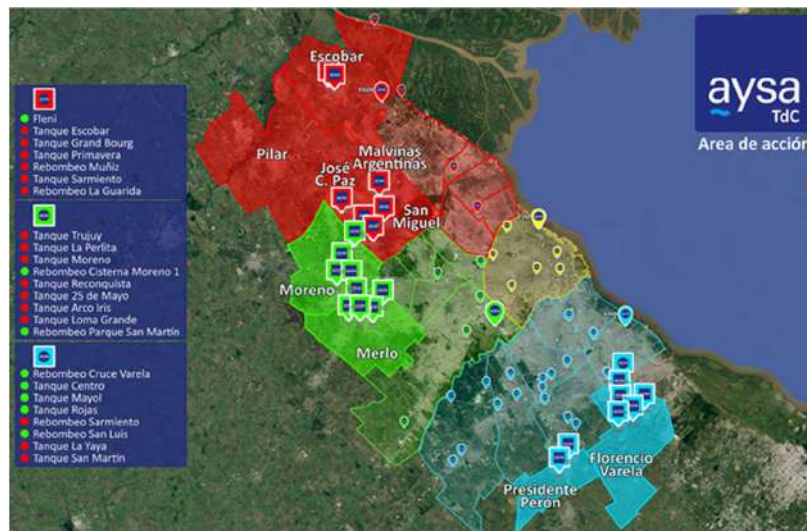 Escobar
Pilar
Malvinas
Argentinas
José
C. Paz
San
Miguel
Moreno
Merlo
Florencio
Varela
Presidente
Perón
aysa
TdC
Area de acción
Fleni
Tanque Escobar
Tanque Grand Bourg
Tanque Primavera
Rebombeo Muñiz
Tanque Sarmiento
Rebombeo La Guarida
Tanque Trujuy
Tanque La Perlita
Tanque Moreno
Rebombeo Cisterna Moreno 1
Tanque Reconquista
Tanque 25 de Mayo
Tanque Arco Iris
Tanque Loma Grande
Rebombeo Parque San Martín
Rebombeo Cruce Varela
Tanque Centro
Tanque Mayol
Tanque Rojas
Rebombeo Sarmiento
Rebombeo San Luis
Tanque La Yaya
Tanque San Martin